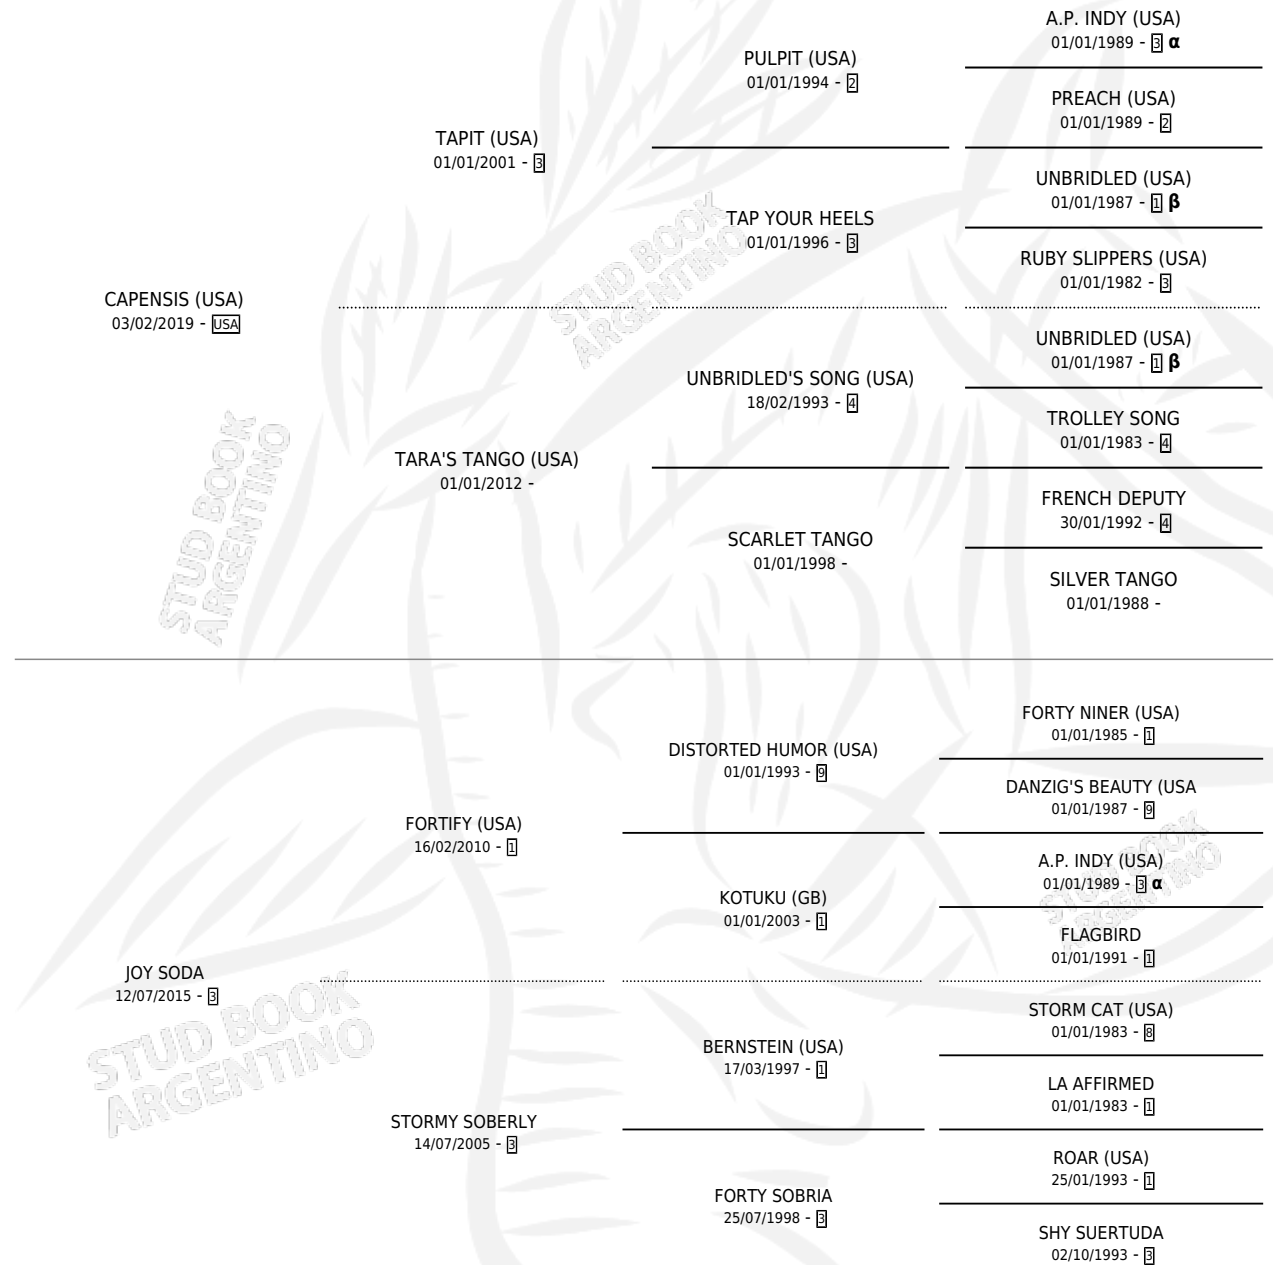 A.P. INDY (USA)
01/01/1989 - 3 α
PULPIT (USA)
01/01/1994 - 2
PREACH (USA)
01/01/1989 - 2
TAPIT (USA)
01/01/2001 - 3
UNBRIDLED (USA)
01/01/1987 - 1 β
TAP YOUR HEELS
01/01/1996 - 3
RUBY SLIPPERS (USA)
01/01/1982 - 3
CAPENSIS (USA)
03/02/2019 - USA
UNBRIDLED (USA)
01/01/1987 - 1 β
UNBRIDLED'S SONG (USA)
18/02/1993 - 4
TROLLEY SONG
01/01/1983 - 4
TARA'S TANGO (USA)
01/01/2012 -
FRENCH DEPUTY
30/01/1992 - 4
SCARLET TANGO
01/01/1998 -
SILVER TANGO
01/01/1988 -
FORTY NINER (USA)
01/01/1985 - 1
DISTORTED HUMOR (USA)
01/01/1993 - 9
DANZIG'S BEAUTY (USA
01/01/1987 - 9
FORTIFY (USA)
16/02/2010 - 1
A.P. INDY (USA)
01/01/1989 - 3 α
KOTUKU (GB)
01/01/2003 - 1
FLAGBIRD
01/01/1991 - 1
JOY SODA
12/07/2015 - 3
STORM CAT (USA)
01/01/1983 - 8
BERNSTEIN (USA)
17/03/1997 - 1
LA AFFIRMED
01/01/1983 - 1
STORMY SOBERLY
14/07/2005 - 3
ROAR (USA)
25/01/1993 - 1
FORTY SOBRIA
25/07/1998 - 3
SHY SUERTUDA
02/10/1993 - 3
STUD BOOK
ARGENTINO
STUD BOOK
ARGENTINO
STUD BOOK
ARGENTINO
STUD BOOK
ARGENTINO